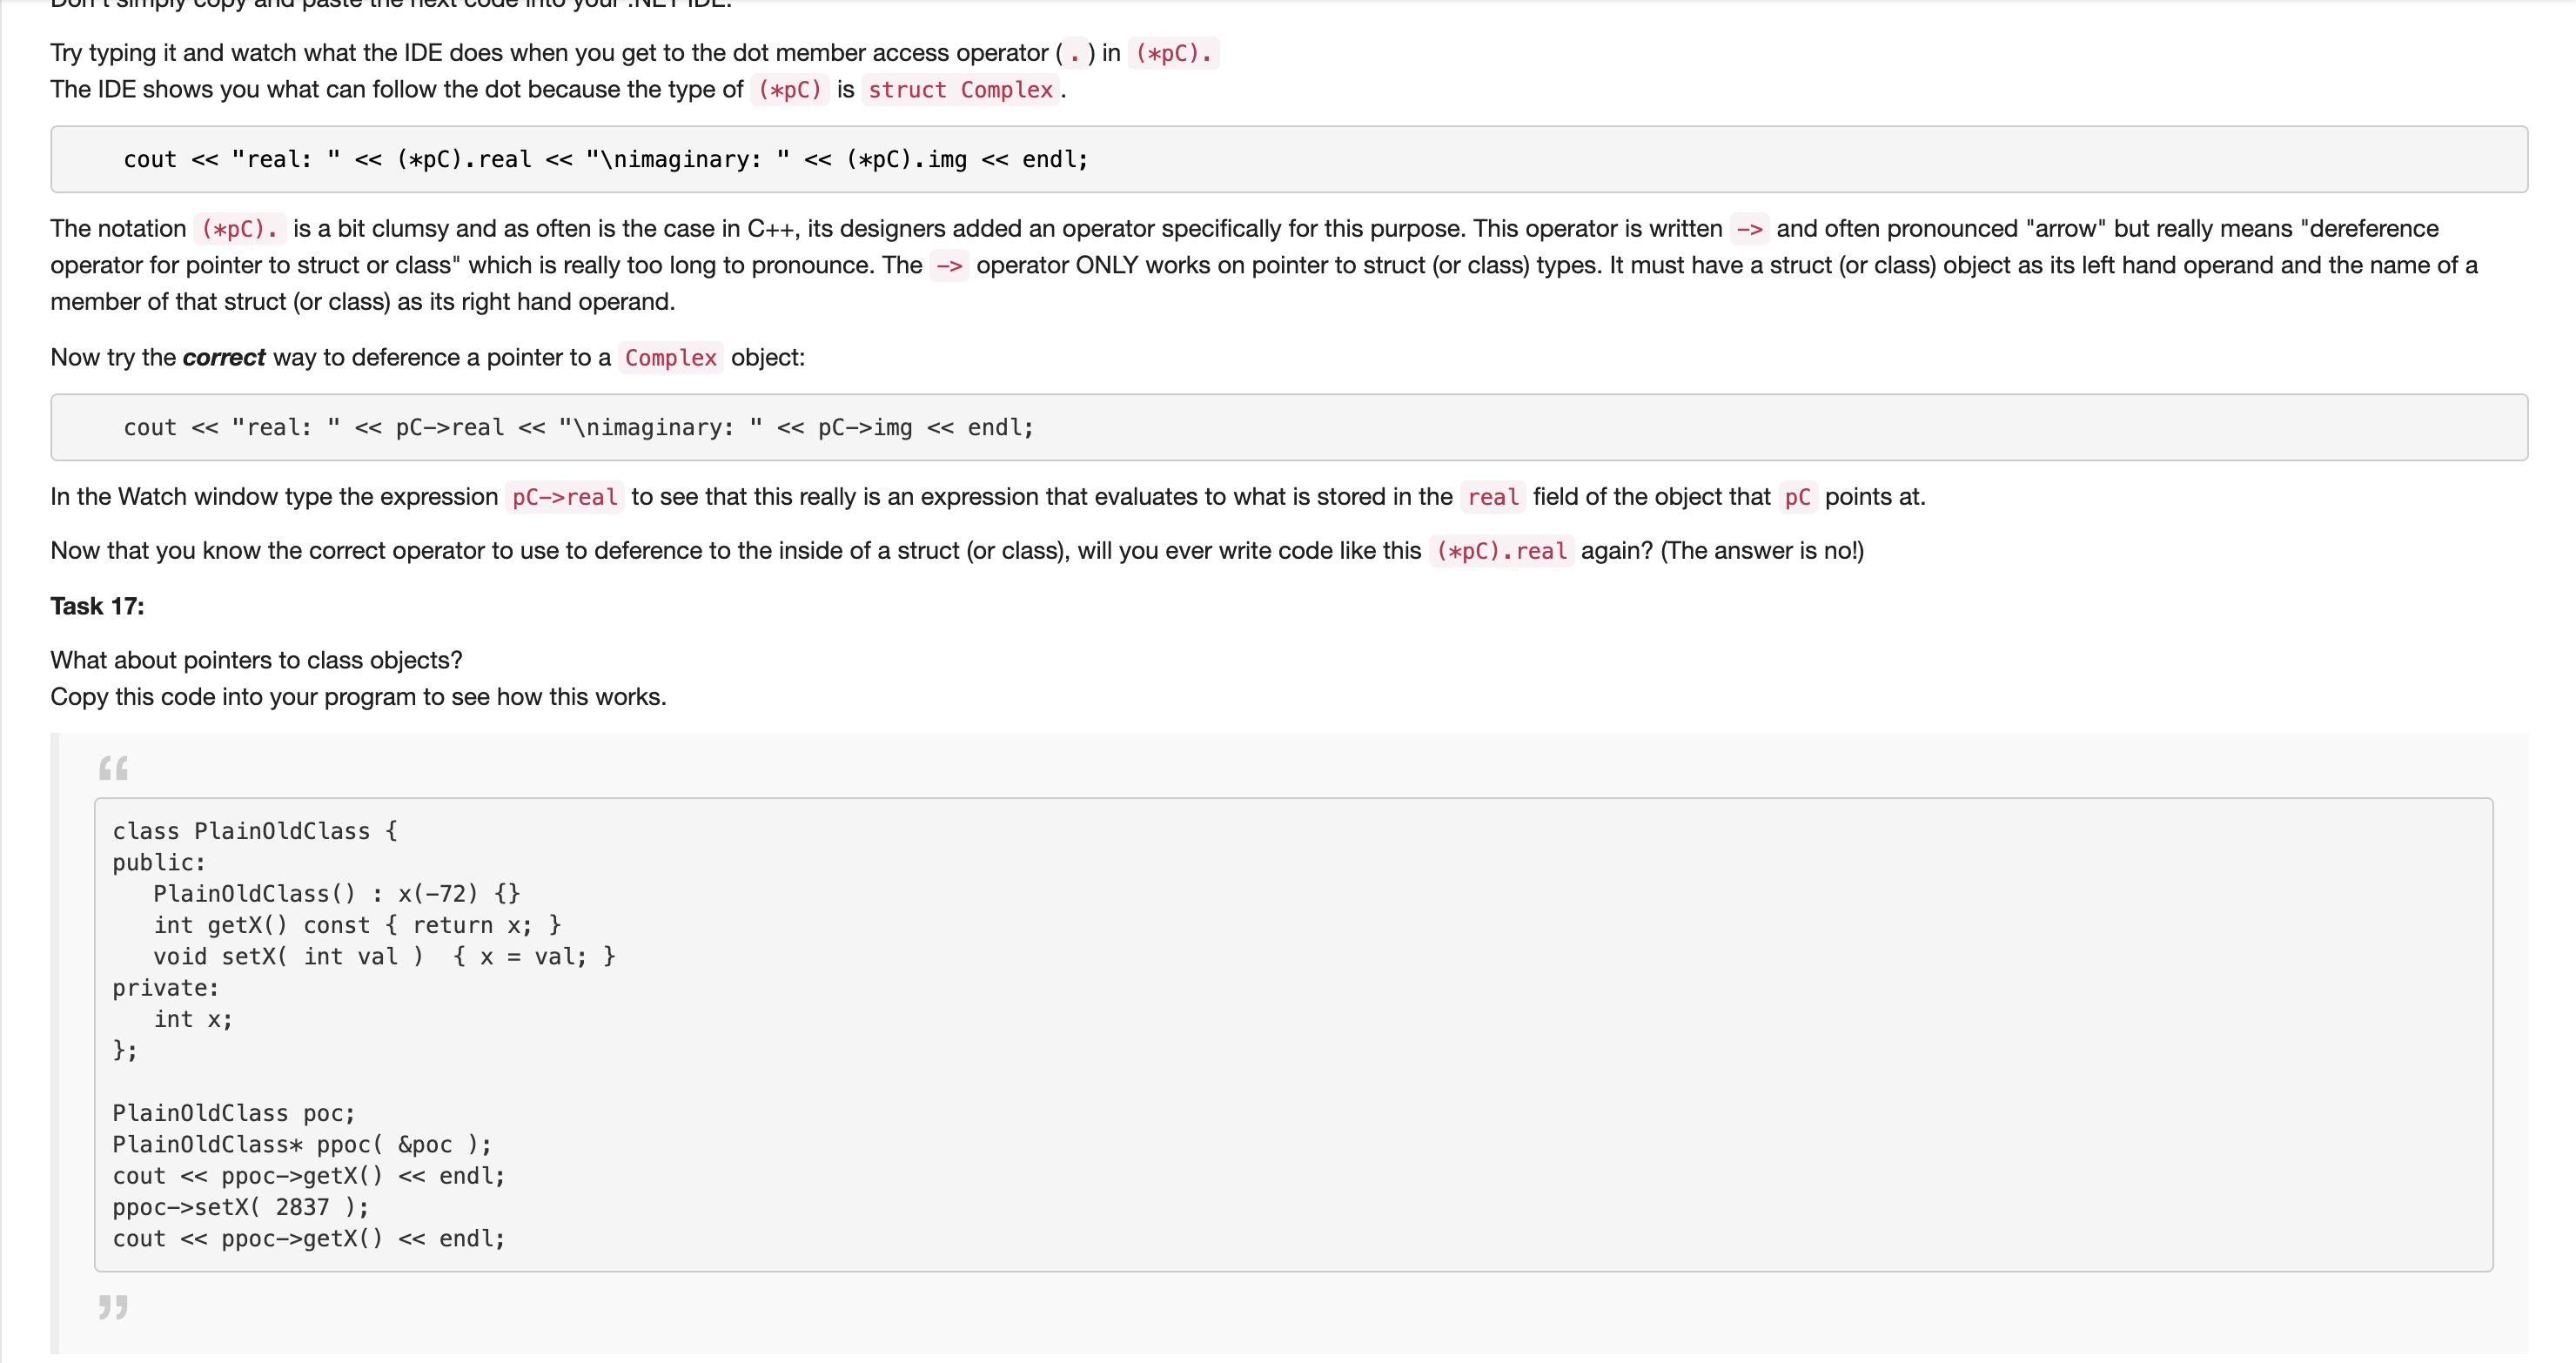 Don't simply copy and paste the next code into your .NET IDE.
Try typing it and watch what the IDE does when you get to the dot member access operator ( . ) in (*pC).
The IDE shows you what can follow the dot because the type of (*pC) is struct Complex.
cout << "real: " << (*pC).real << "\nimaginary: " << (*pC).img << endl;
The notation (*pC). is a bit clumsy and as often is the case in C++, its designers added an operator specifically for this purpose. This operator is written -> and often pronounced "arrow" but really means "dereference
operator for pointer to struct or class" which is really too long to pronounce. The -> operator ONLY works on pointer to struct (or class) types. It must have a struct (or class) object as its left hand operand and the name of a
member of that struct (or class) as its right hand operand.
Now try the correct way to deference a pointer to a Complex object:
cout << "real: " << pC->real << "\nimaginary: " << pC->img << endl;
In the Watch window type the expression pC->real to see that this really is an expression that evaluates to what is stored in the real field of the object that pC points at.
Now that you know the correct operator to use to deference to the inside of a struct (or class), will you ever write code like this (*pC).real again? (The answer is no!)
Task 17:
What about pointers to class objects?
Copy this code into your program to see how this works.
“
class PlainOldClass {
public:
   PlainOldClass() : x(-72) {}
   int getX() const { return x; }
   void setX( int val )  { x = val; }
private:
   int x;
};
PlainOldClass poc;
PlainOldClass* ppoc( &poc );
cout << ppoc->getX() << endl;
ppoc->setX( 2837 );
cout << ppoc->getX() << endl;
”